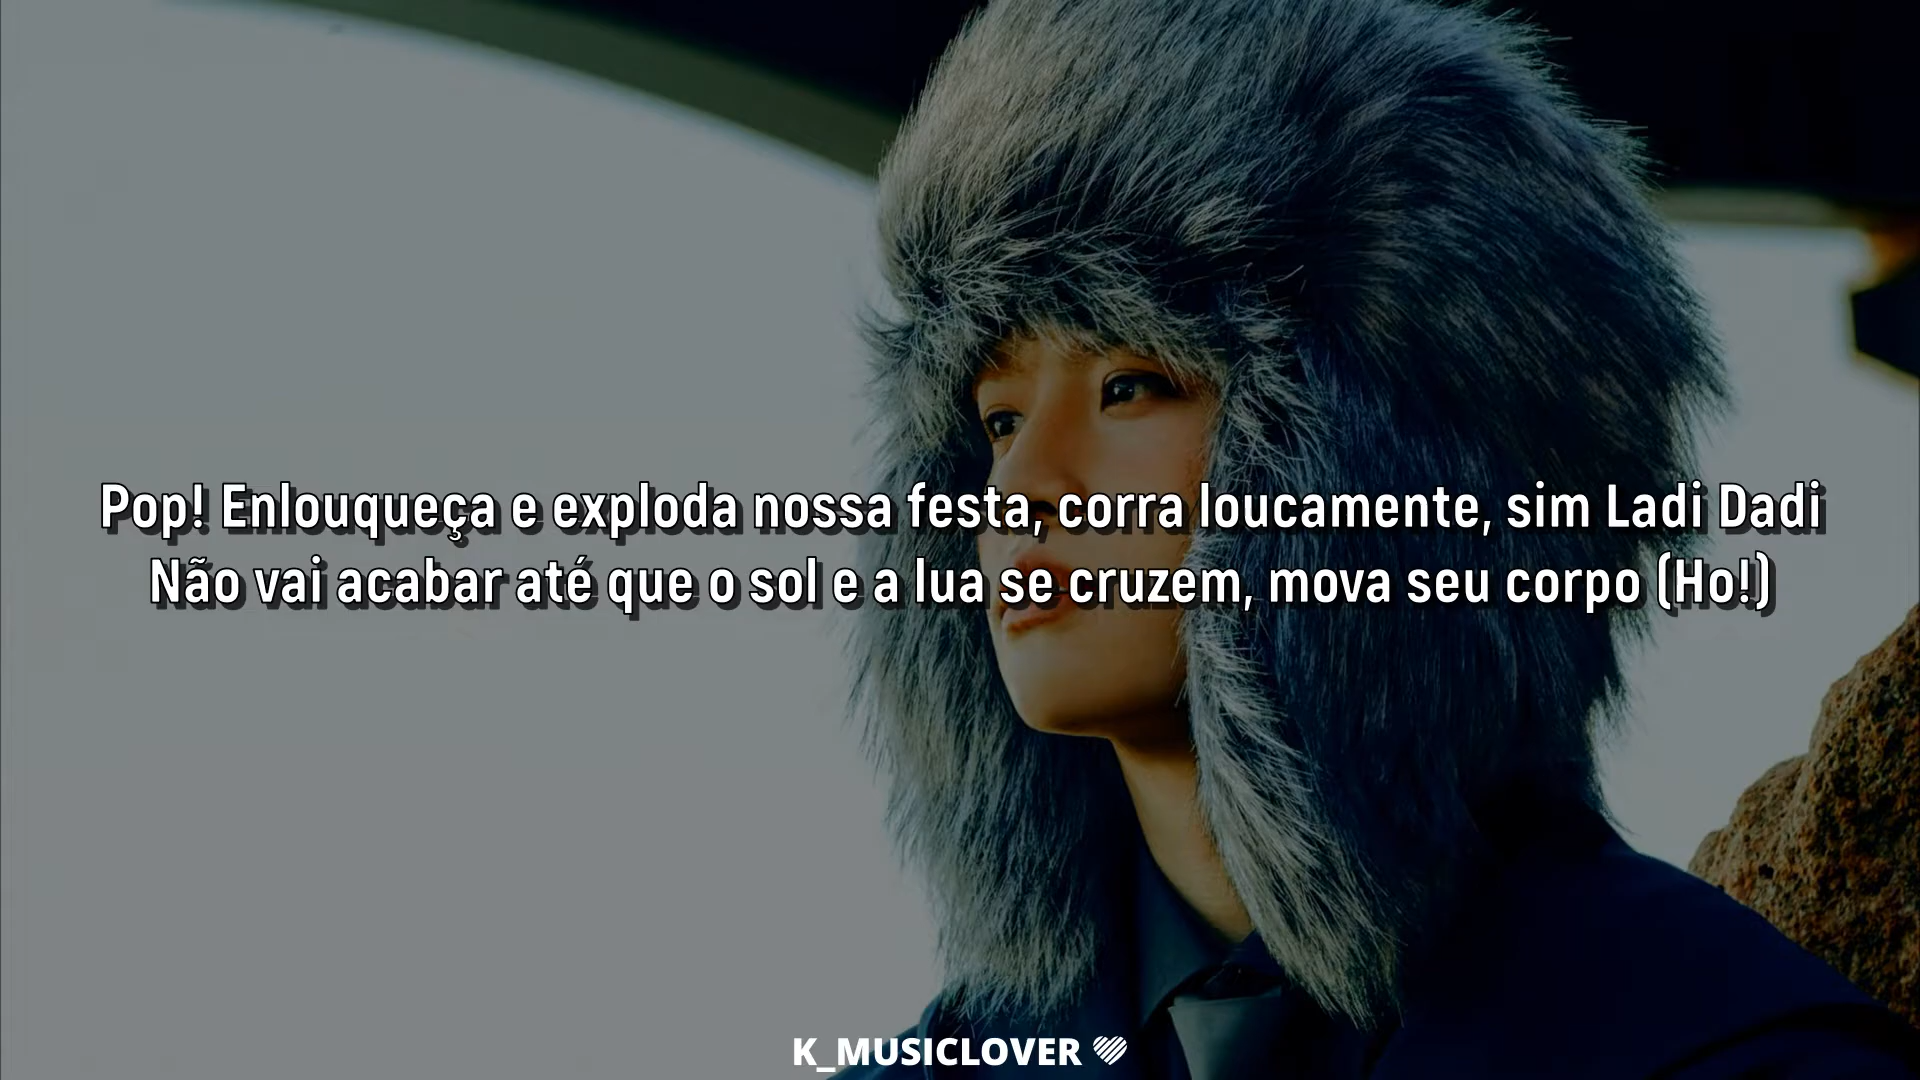 Pop! Enlouqueça e exploda nossa festa, corra loucamente, sim Ladi Dadi
Não vai acabar até que o sol e a lua se cruzem, mova seu corpo (Ho!)
K_MUSICLOVER